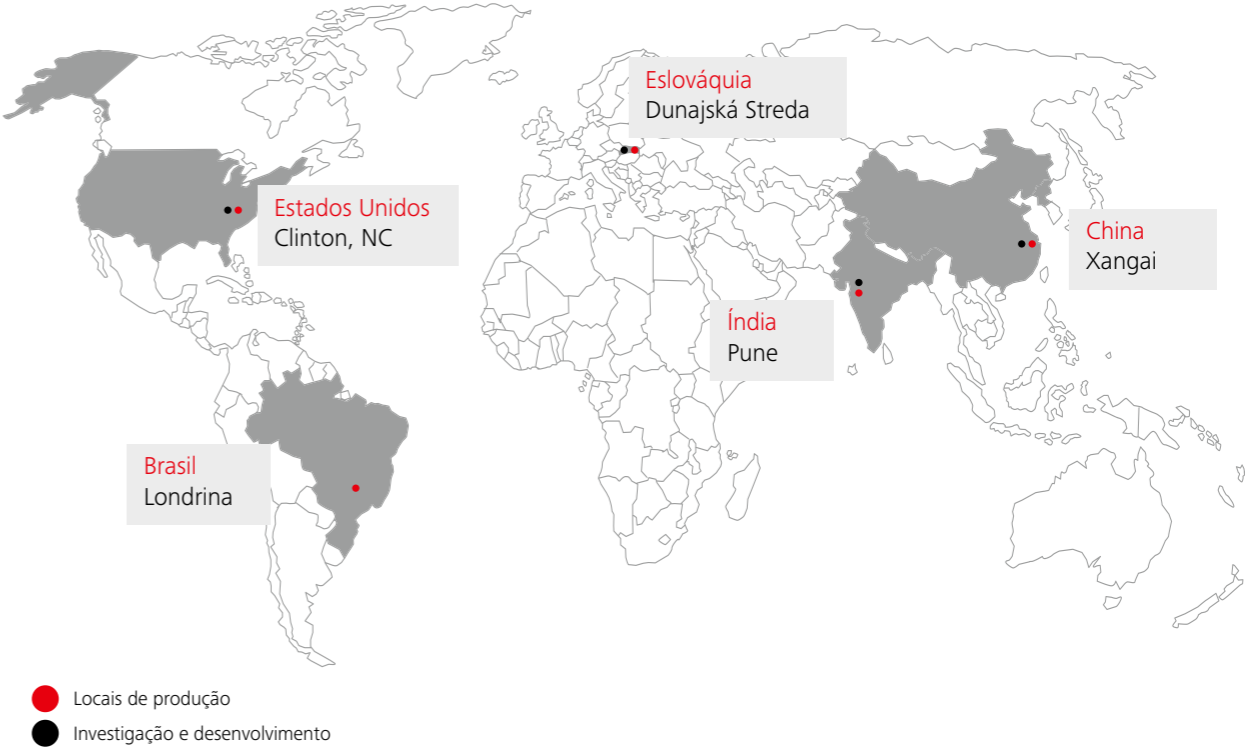 Eslováquia
Dunajská Streda
Estados Unidos
Clinton, NC
China
Xangai
Índia
Pune
Brasil
Londrina
Locais de produção
Investigação e desenvolvimento